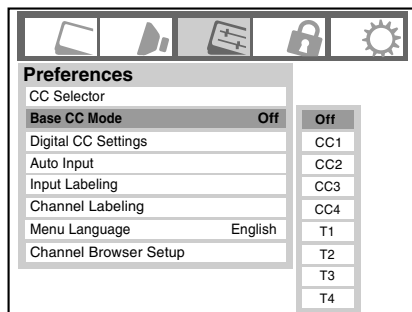 Preferences
CC Selector
Base CC Mode Off
Digital CC Settings
Auto Input
Input Labeling
Channel Labeling
Menu Language English
Channel Browser Setup
Off
CC1
CC2
CC3
CC4
T1
T2
T3
T4